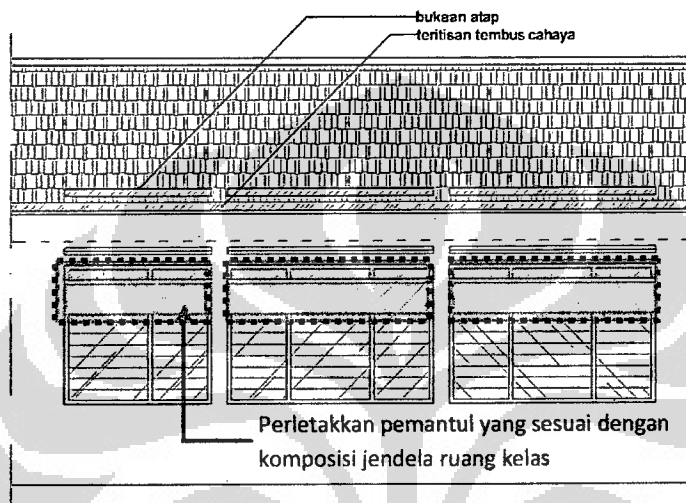 bukaan atap
teritisan tembus cahaya
Perletakkan pemantul yang sesuai dengan
komposisi jendela ruang kelas